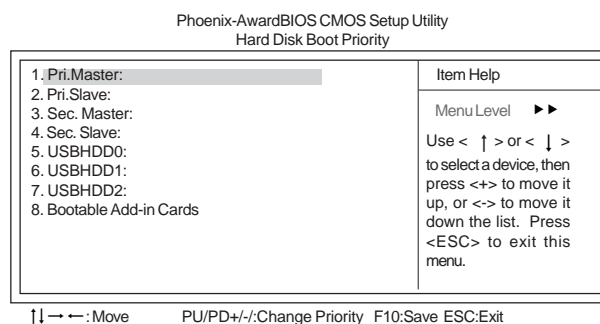 Phoenix-AwardBIOS CMOS Setup Utility
Hard Disk Boot Priority
1. Pri.Master:
2. Pri.Slave:
3. Sec. Master:
4. Sec. Slave:
5. USBHDD0:
6. USBHDD1:
7. USBHDD2:
8. Bootable Add-in Cards
Item Help
Menu Level ►►
Use < ↑ > or < ↓ >
to select a device, then
press <+> to move it
up, or <-> to move it
down the list. Press
<ESC> to exit this
menu.
↑↓→←: Move PU/PD+/-/:Change Priority F10:Save ESC:Exit